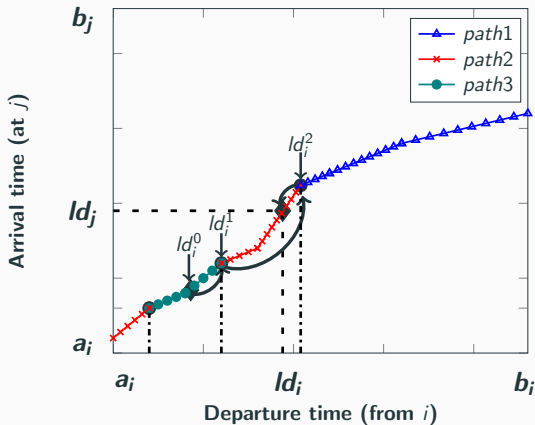 b_j
path1
path2
path3
ld_i^2
ld_j
ld_i^1
ld_i^0
Arrival time (at j)
a_i
a_i ld_i b_i
Departure time (from i)